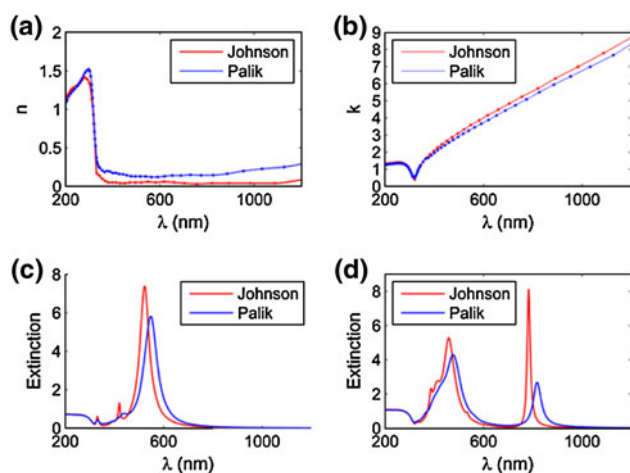 (a)
2
1.5
1
0.5
0
n
200
600
1000
λ (nm)
Johnson
Palik
(b)
9
8
7
6
5
4
3
2
1
0
k
200
600
1000
λ (nm)
Johnson
Palik
(c)
8
6
4
2
0
Extinction
200
600
1000
λ (nm)
Johnson
Palik
(d)
8
6
4
2
0
Extinction
200
600
1000
λ (nm)
Johnson
Palik